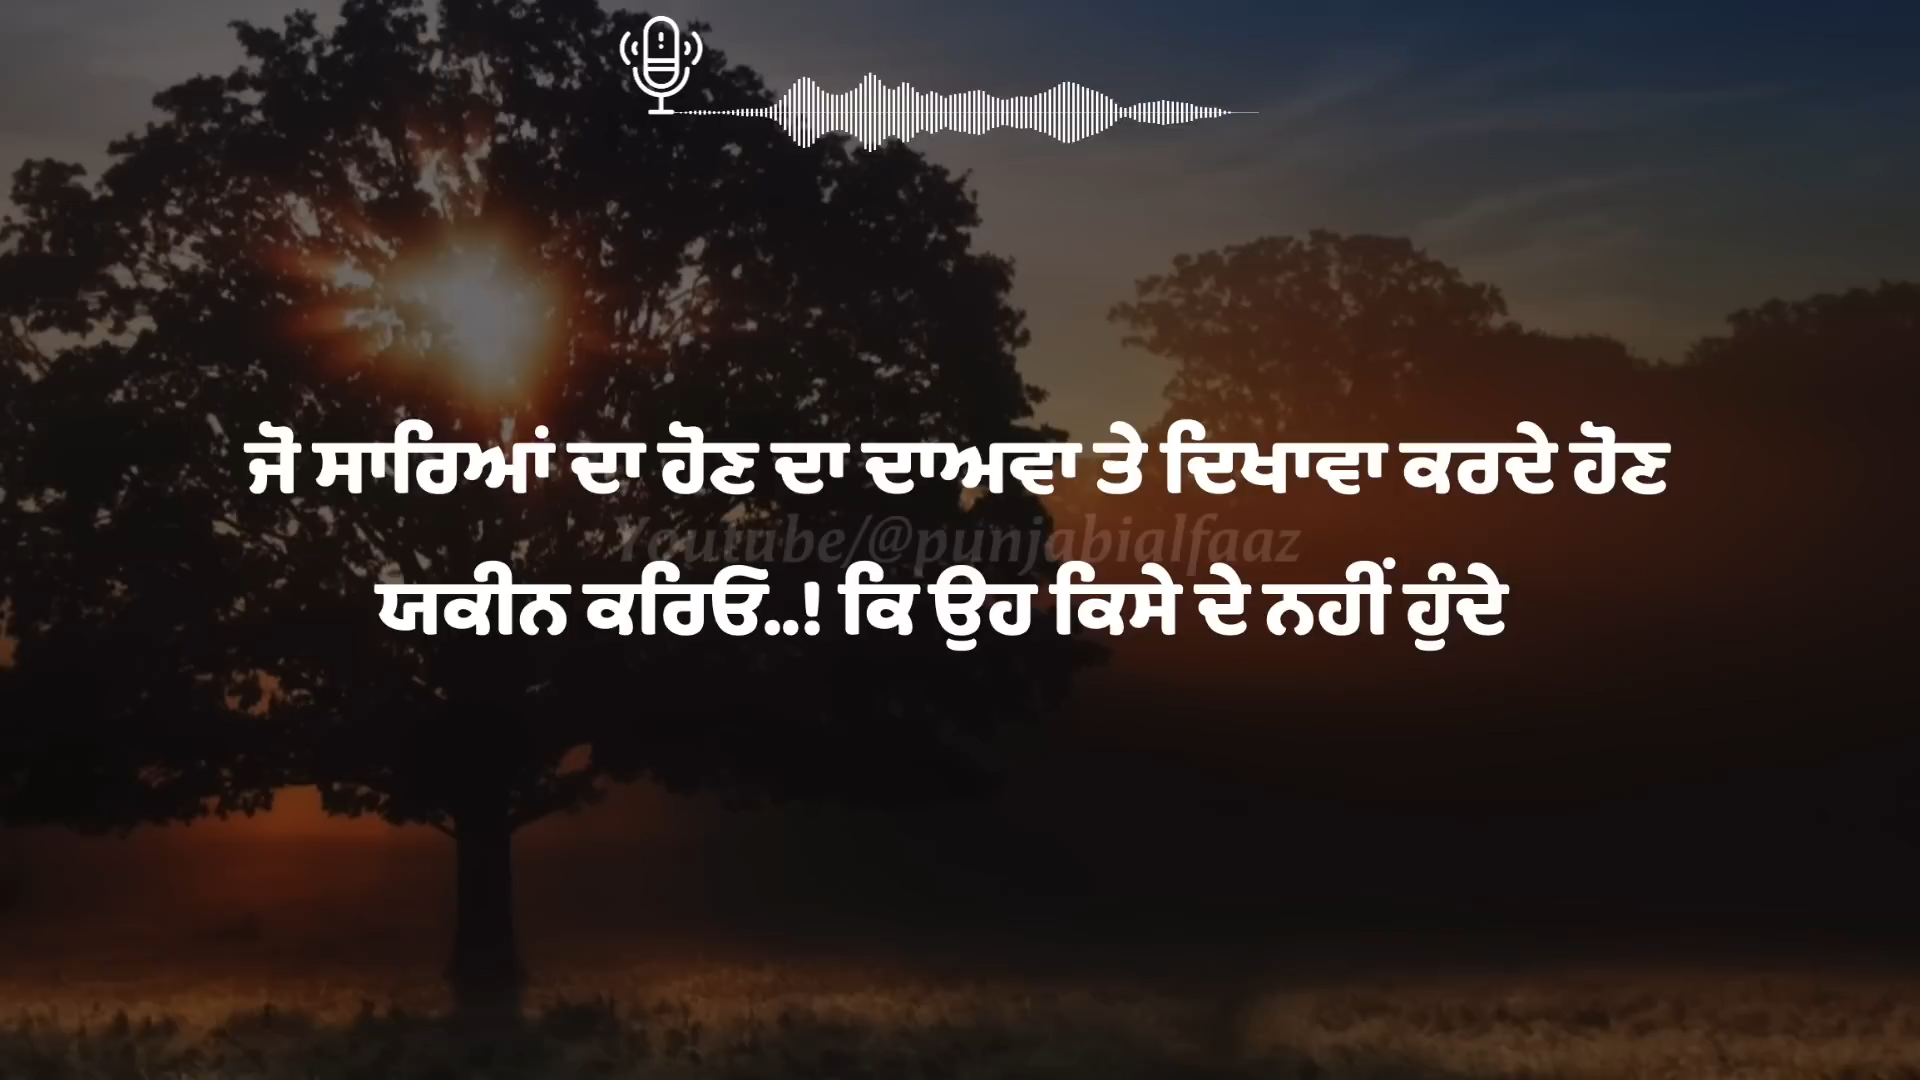 ਜੋ ਸਾਰਿਆਂ ਦਾ ਹੋਣ ਦਾ ਦਾਅਵਾ ਤੇ ਦਿਖਾਵਾ ਕਰਦੇ ਹੋਣ
Youtube/@punjabialfaaz
ਯਕੀਨ ਕਰਿਓ..! ਕਿ ਉਹ ਕਿਸੇ ਦੇ ਨਹੀਂ ਹੁੰਦੇ